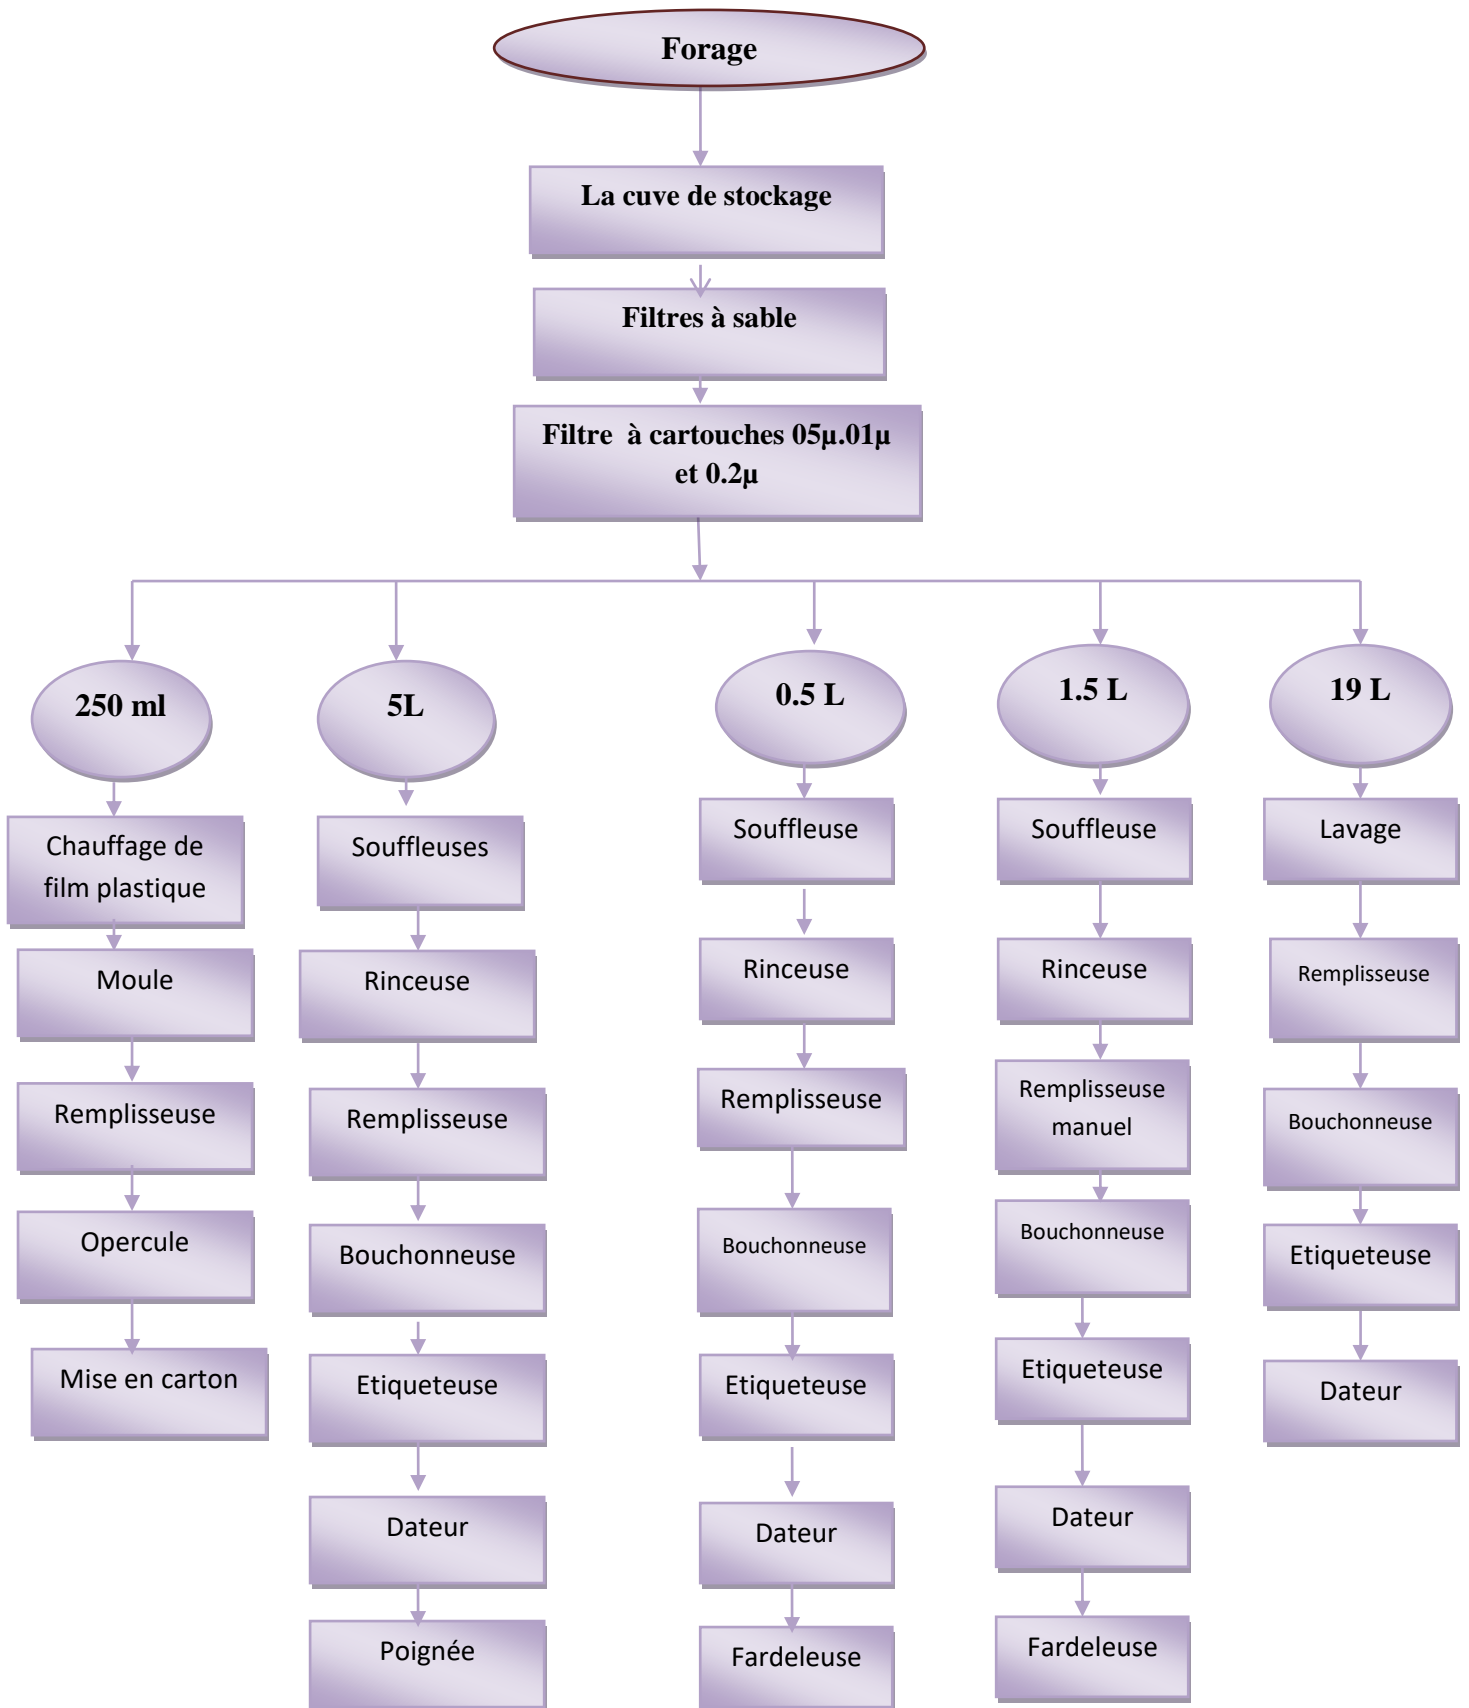 Forage
La cuve de stockage
Filtres à sable
Filtre à cartouches 05µ.01µ
et 0.2µ
250 ml
5L
0.5 L
1.5 L
19 L
Chauffage de
film plastique
Moule
Remplisseuse
Opercule
Mise en carton
Souffleuses
Rinceuse
Remplisseuse
Bouchonneuse
Etiqueteuse
Dateur
Poignée
Souffleuse
Rinceuse
Remplisseuse
Bouchonneuse
Etiqueteuse
Dateur
Fardeleuse
Souffleuse
Rinceuse
Remplisseuse
manuel
Bouchonneuse
Etiqueteuse
Dateur
Fardeleuse
Lavage
Remplisseuse
Bouchonneuse
Etiqueteuse
Dateur